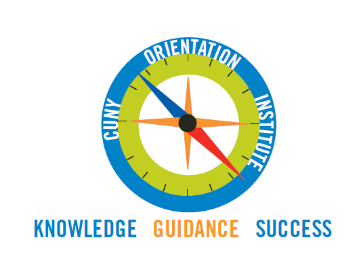 CUNY ORIENTATION INSTITUTE
KNOWLEDGE GUIDANCE SUCCESS